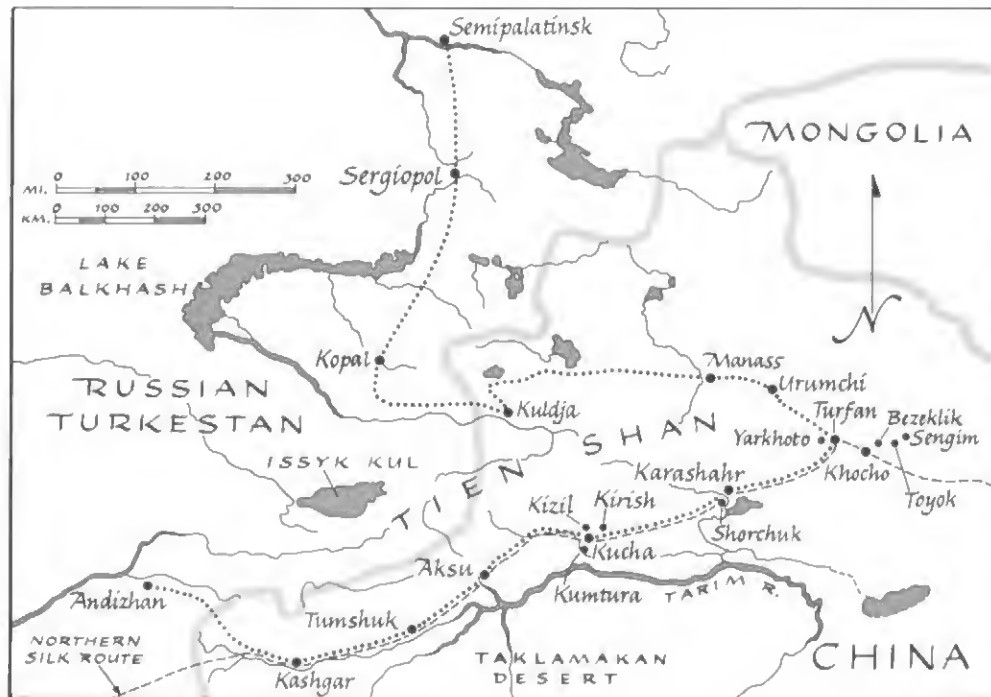 Semipalatinsk
MONGOLIA
Sergiopol
0 100 200 300
MI.
KM.
0 100 200 300
LAKE
BALKHASH
N
Kopal
Manass
Urumchi
RUSSIAN
TURKESTAN
Kuldja
Turfan
Bezeklik
Yarkhoto
Sengim
TIEN SHAN
Khocho
Toyok
ISSYK KUL
Karashahr
Kizil
Kirish
Shorchuk
Kucha
Aksu
Kumtura
TARIM R.
Andizhan
Tumshuk
NORTHERN
SILK ROUTE
Kashgar
TAKLAMAKAN
DESERT
CHINA